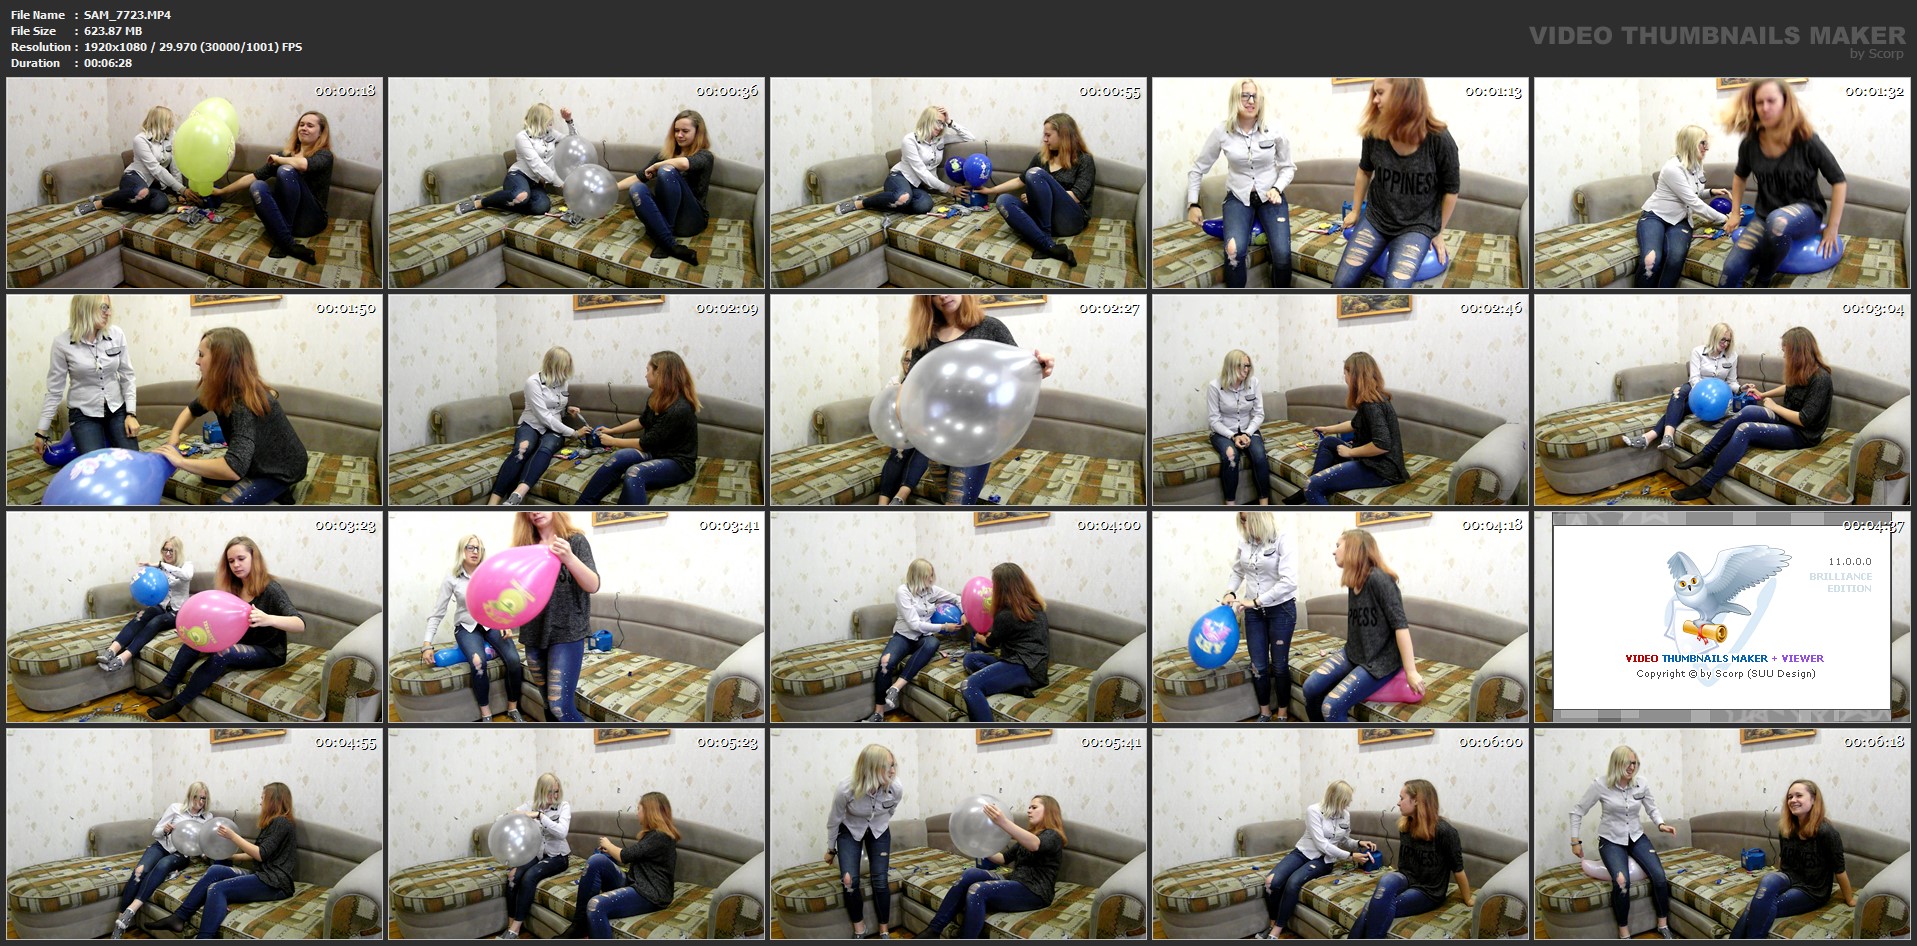 File Name : SAM_7723.MP4
File Size : 623.87 MB
Resolution : 1920x1080 / 29.970 (30000/1001) FPS
Duration : 00:06:28
VIDEO THUMBNAILS MAKER
by Scorp
00:00:18
00:00:36
00:00:55
00:01:13
APPINESS
00:01:32
00:01:50
00:02:09
00:02:27
00:02:46
00:03:04
00:03:23
00:03:41
00:04:00
00:04:18
PPESS
00:04:37
11.0.0.0
BRILLIANCE
EDITION
VIDEO THUMBNAILS MAKER + VIEWER
Copyright © by Scorp (SUU Design)
00:04:55
00:05:23
00:05:41
00:06:00
00:06:18